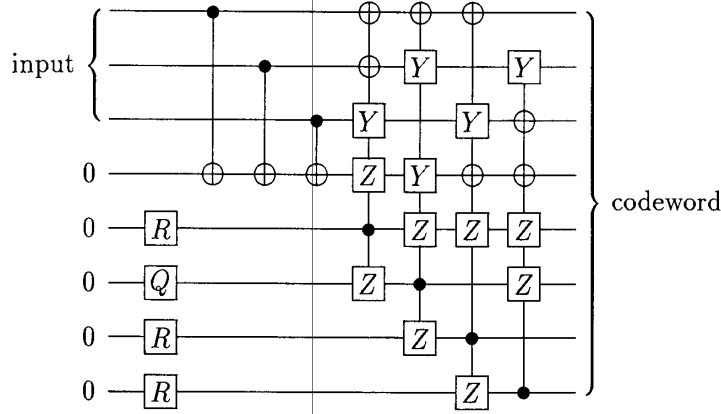 input
Y Y
Y Y
0 Z Y
0 R Z Z Z
0 Q Z Z
0 R Z
0 R Z
codeword